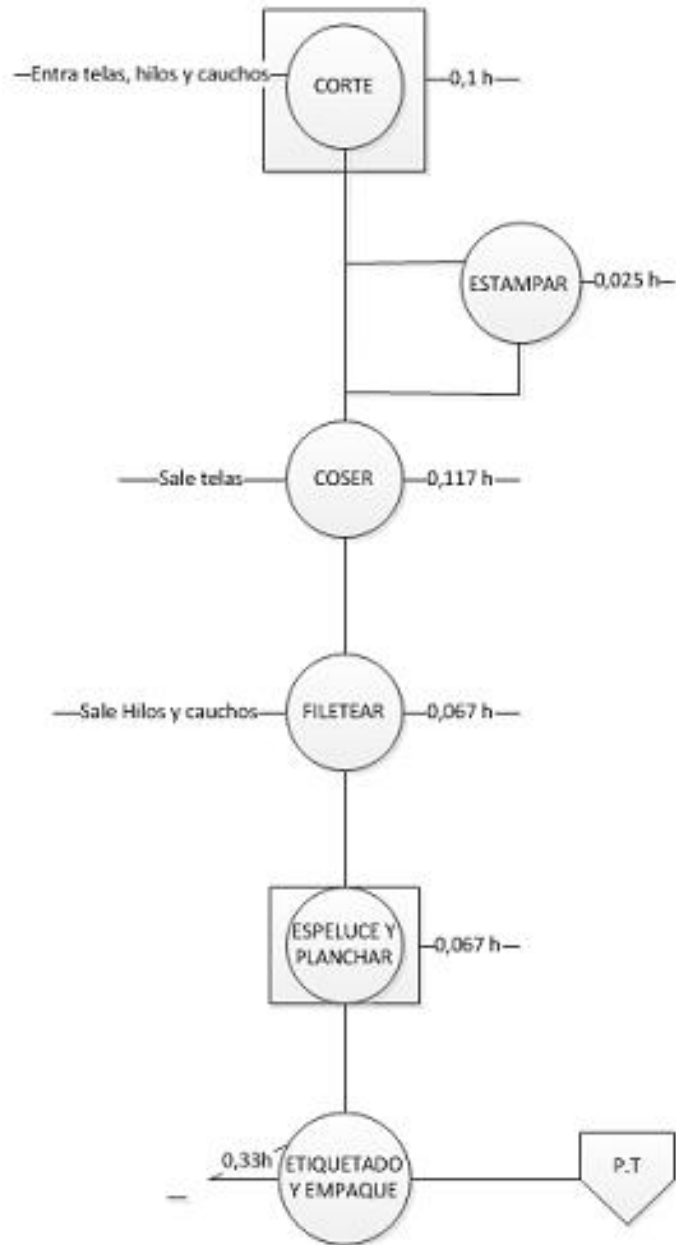 Entra telas, hilos y cauchos
CORTE
0,1 h
ESTAMPAR
0,025 h
Sale telas
COSER
0,117 h
Sale Hilos y cauchos
FILETEAR
0,067 h
ESPELUCE Y
PLANCHAR
0,067 h
0,33h
ETIQUETADO
Y EMPAQUE
P.T